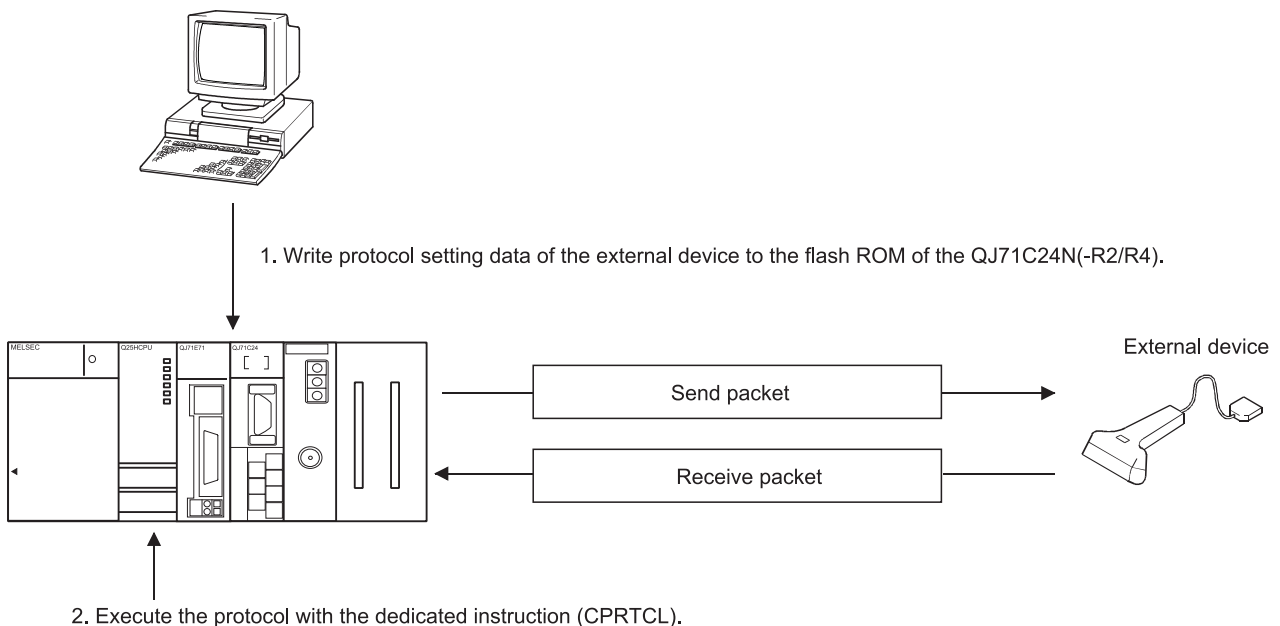 1. Write protocol setting data of the external device to the flash ROM of the QJ71C24N(-R2/R4).
MELSEC
Q25HCPU
QJ71E71
QJ71C24
External device
Send packet
Receive packet
2. Execute the protocol with the dedicated instruction (CPRTCL).